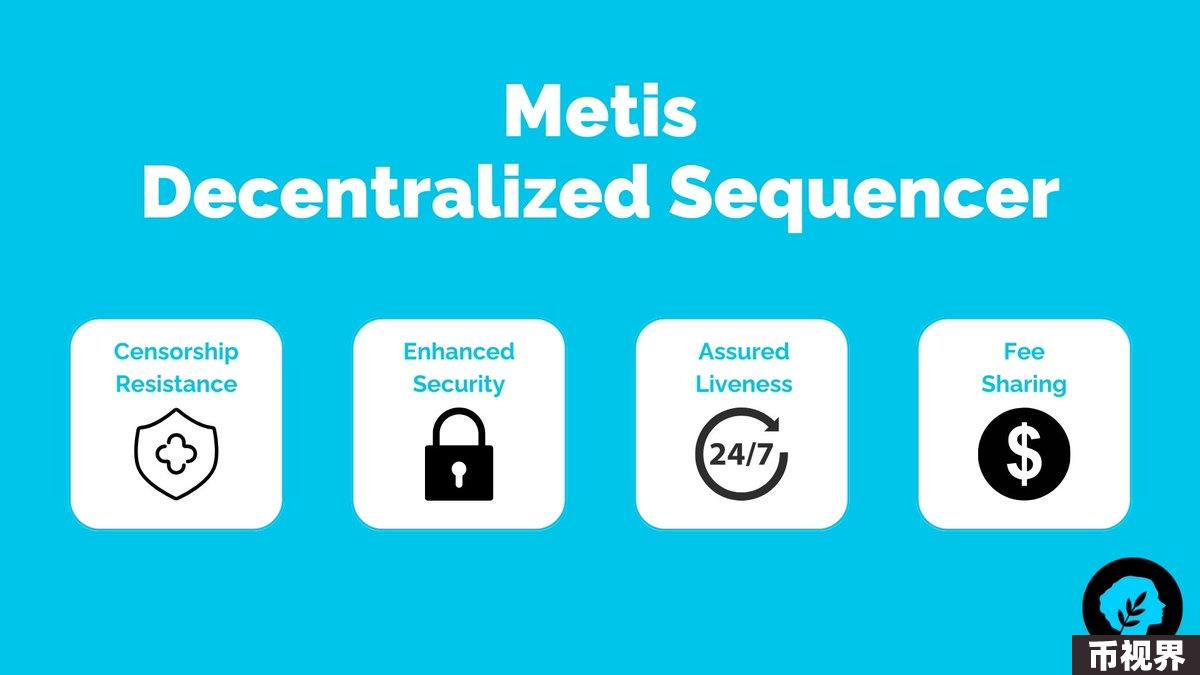 Metis
Decentralized Sequencer
Censorship
Resistance
Enhanced
Security
Assured
Liveness
24/7
Fee
Sharing
$
币视界